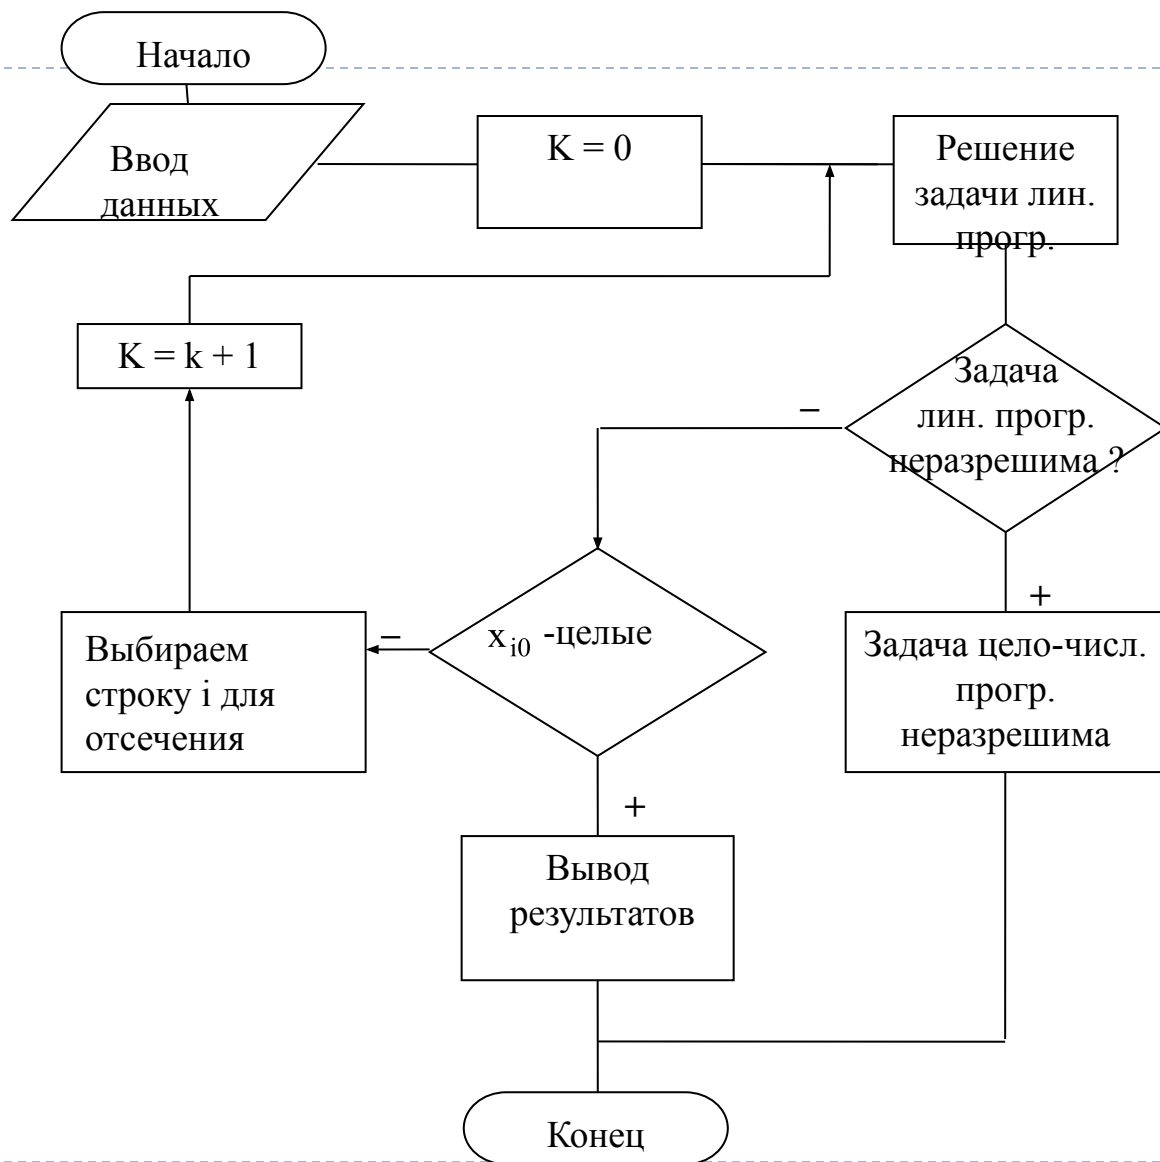 Начало
Ввод
данных
K = 0
Решение
задачи лин.
прогр.
K = k + 1
Задача
лин. прогр.
неразрешима ?
–
+
x i0 -целые
–
Выбираем
строку i для
отсечения
Задача цело-числ.
прогр.
неразрешима
+
Вывод
результатов
Конец